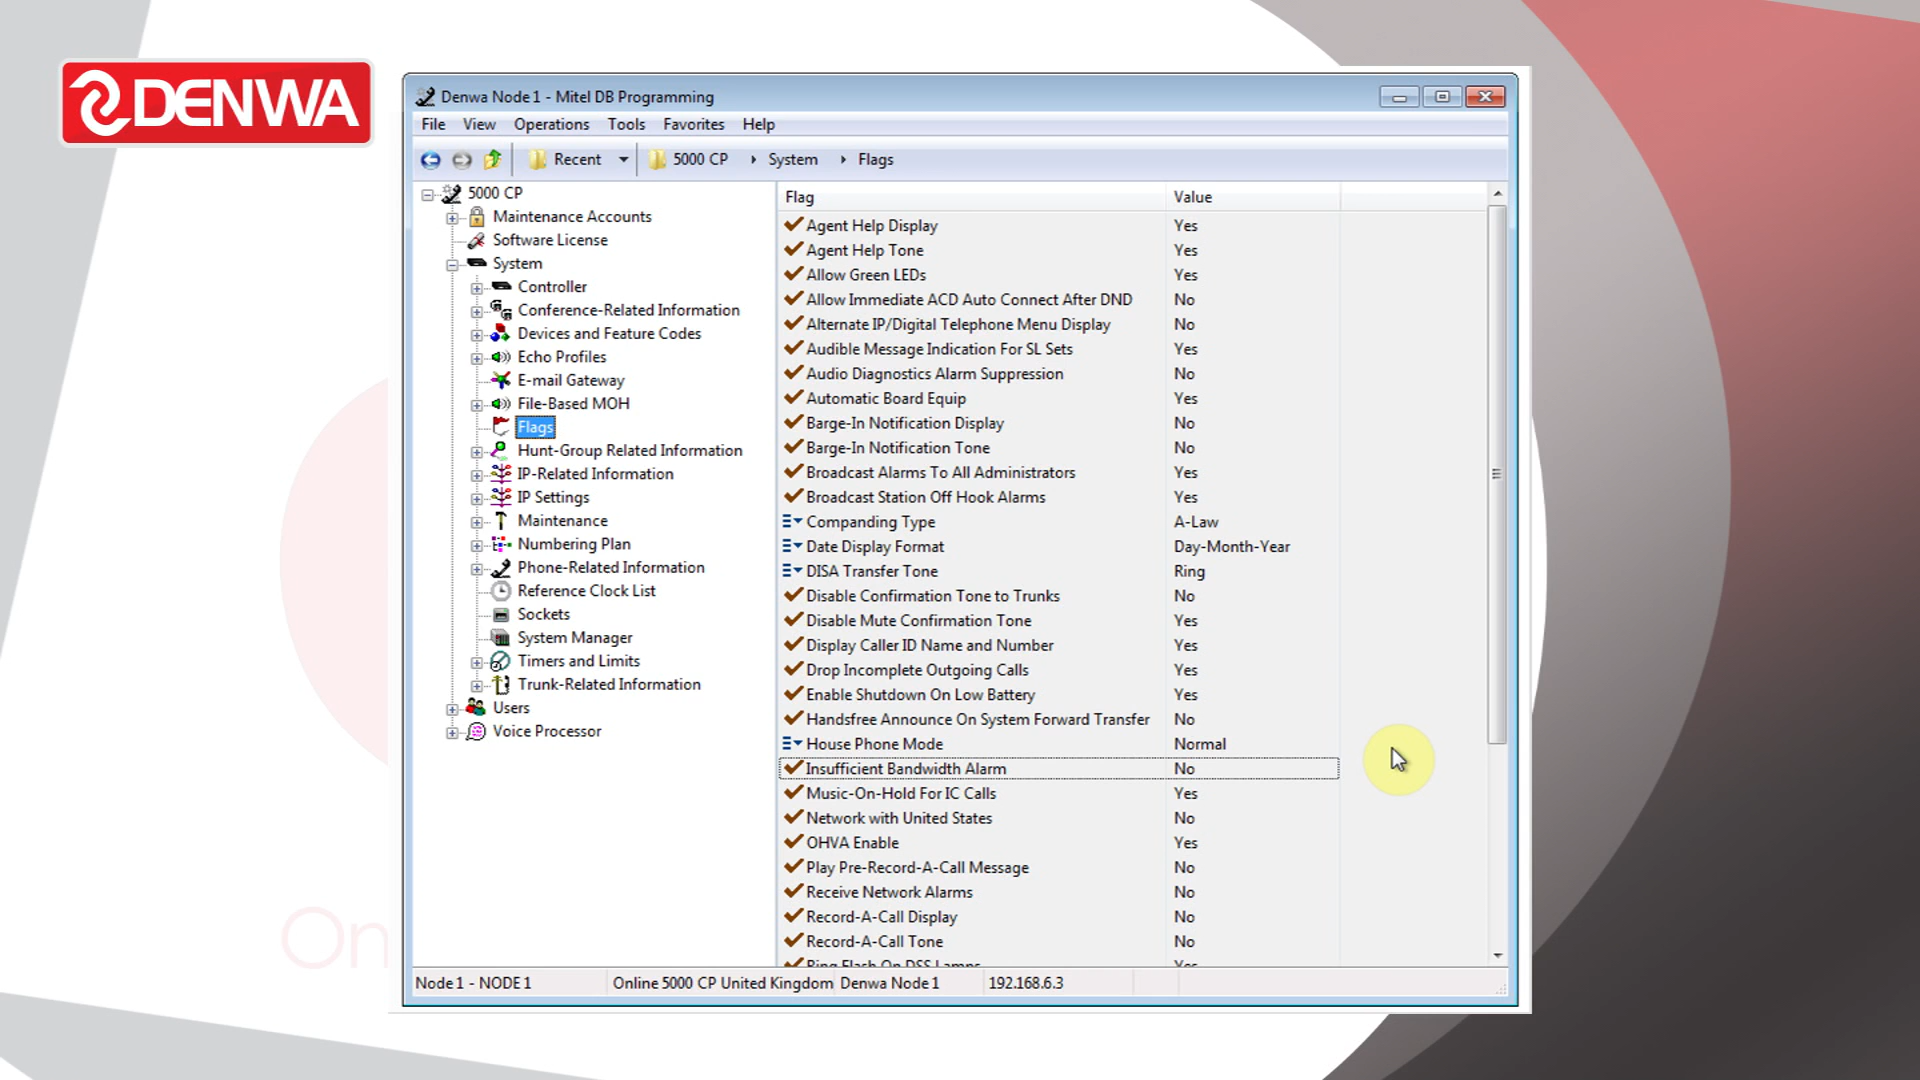 DENWA
Denwa Node 1 - Mitel DB Programming
File View Operations Tools Favorites Help
Recent 5000 CP System Flags
5000 CP
Maintenance Accounts
Software License
System
Controller
Conference-Related Information
Devices and Feature Codes
Echo Profiles
E-mail Gateway
File-Based MOH
Flags
Hunt-Group Related Information
IP-Related Information
IP Settings
Maintenance
Numbering Plan
Phone-Related Information
Reference Clock List
Sockets
System Manager
Timers and Limits
Trunk-Related Information
Users
Voice Processor
Flag Value
Agent Help Display Yes
Agent Help Tone Yes
Allow Green LEDs Yes
Allow Immediate ACD Auto Connect After DND No
Alternate IP/Digital Telephone Menu Display No
Audible Message Indication For SL Sets Yes
Audio Diagnostics Alarm Suppression No
Automatic Board Equip Yes
Barge-In Notification Display No
Barge-In Notification Tone No
Broadcast Alarms To All Administrators Yes
Broadcast Station Off Hook Alarms Yes
Companding Type A-Law
Date Display Format Day-Month-Year
DISA Transfer Tone Ring
Disable Confirmation Tone to Trunks No
Disable Mute Confirmation Tone Yes
Display Caller ID Name and Number Yes
Drop Incomplete Outgoing Calls Yes
Enable Shutdown On Low Battery Yes
Handsfree Announce On System Forward Transfer No
House Phone Mode Normal
Insufficient Bandwidth Alarm No
Music-On-Hold For IC Calls Yes
Network with United States No
OHVA Enable Yes
Play Pre-Record-A-Call Message No
Receive Network Alarms No
Record-A-Call Display No
Record-A-Call Tone No
Ring Flash On DSS Lamps Yes
Node 1 - NODE 1 Online 5000 CP United Kingdom Denwa Node 1 192.168.6.3
On